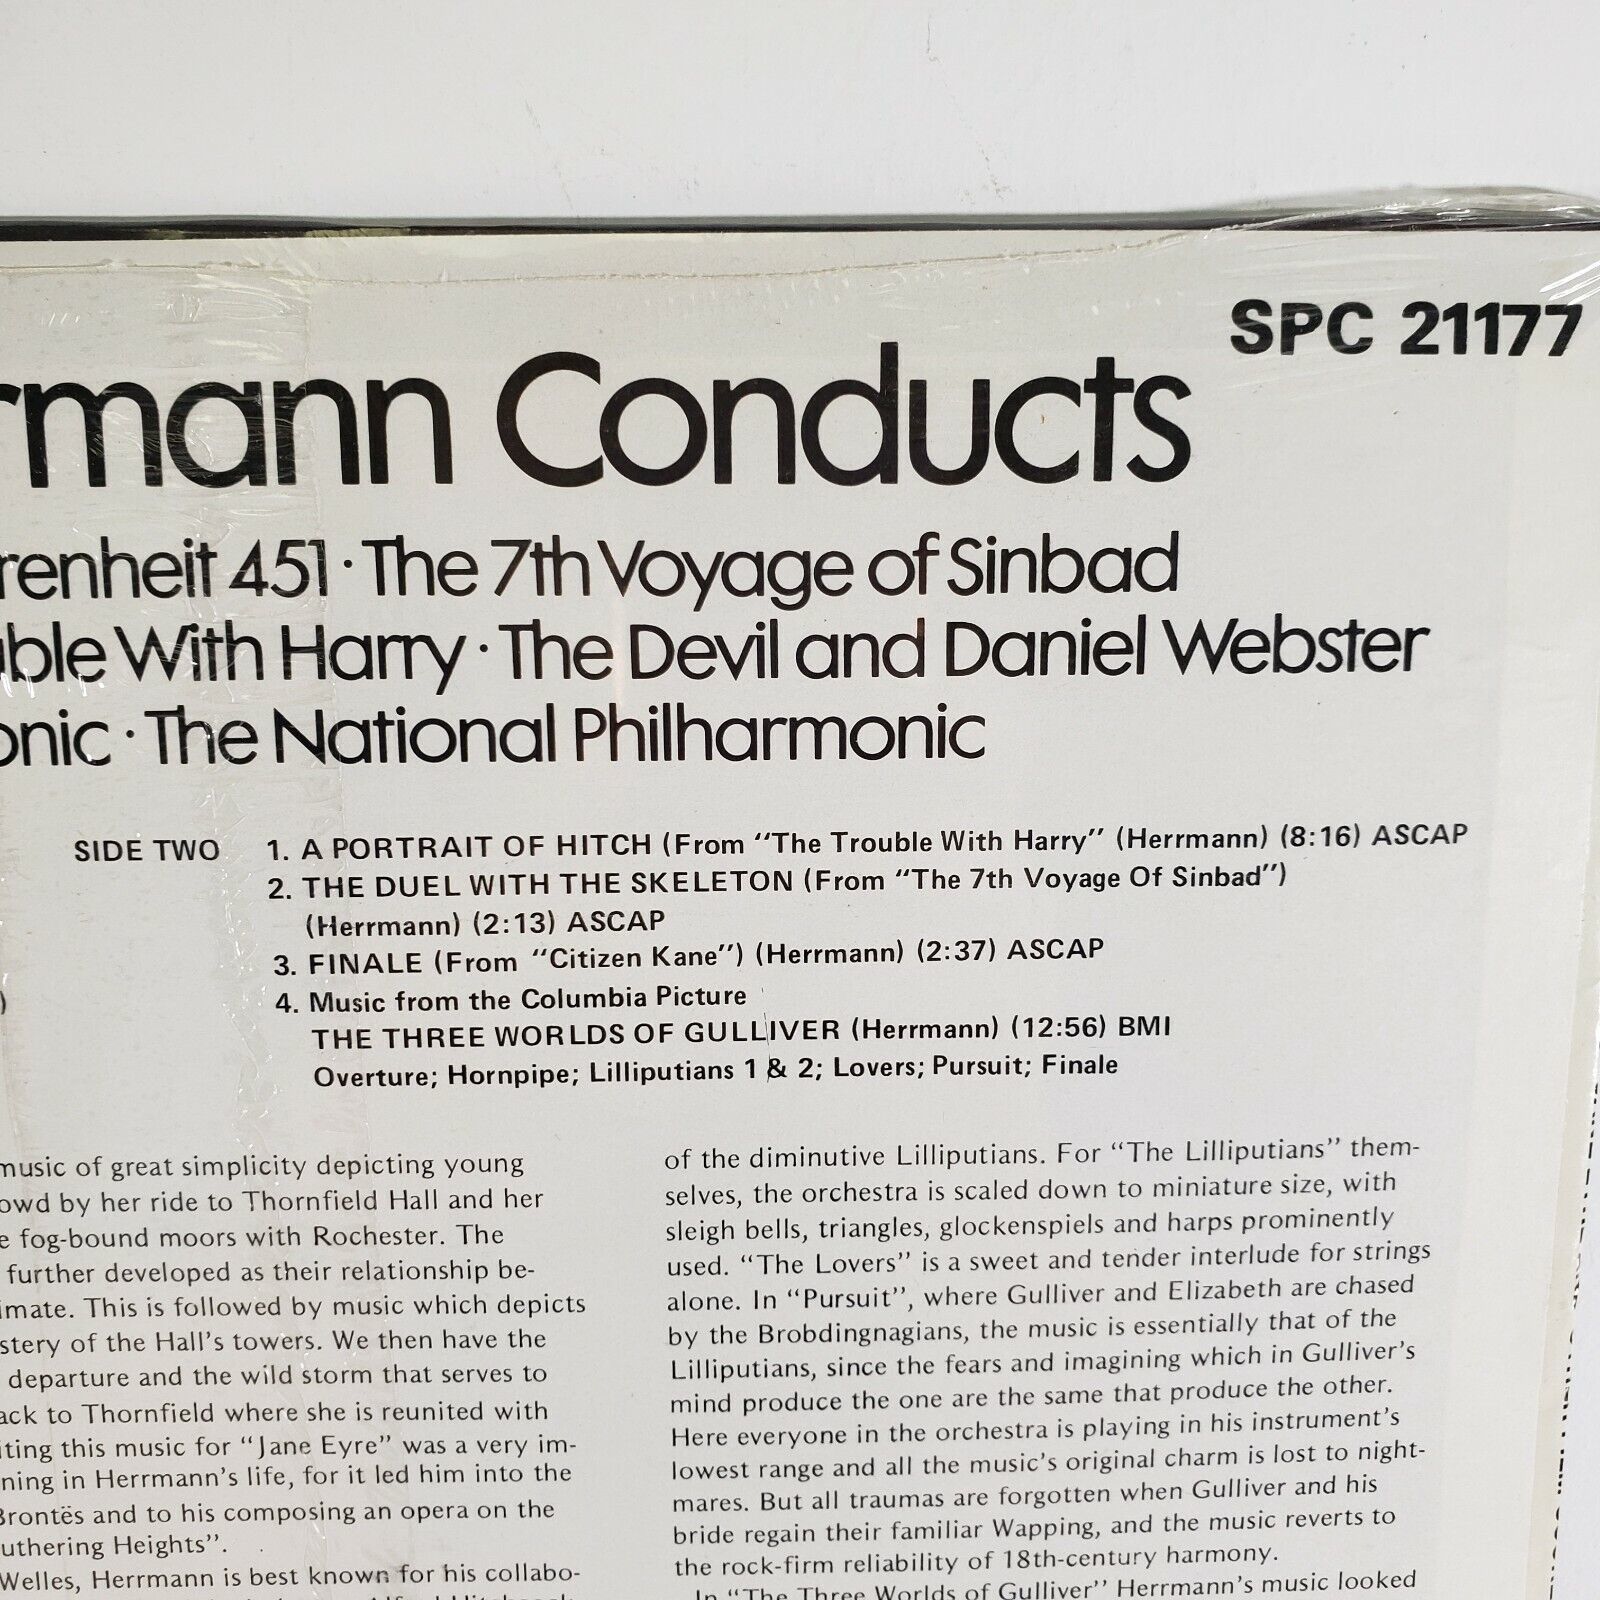 SPC 21177
rmann Conducts
renheit 451 · The 7th Voyage of Sinbad
uble With Harry · The Devil and Daniel Webster
onic · The National Philharmonic
SIDE TWO 1. A PORTRAIT OF HITCH (From "The Trouble With Harry" (Herrmann) (8:16) ASCAP
2. THE DUEL WITH THE SKELETON (From "The 7th Voyage Of Sinbad")
(Herrmann) (2:13) ASCAP
3. FINALE (From "Citizen Kane") (Herrmann) (2:37) ASCAP
)
4. Music from the Columbia Picture
THE THREE WORLDS OF GULLIVER (Herrmann) (12:56) BMI
Overture; Hornpipe; Lilliputians 1 & 2; Lovers; Pursuit; Finale
music of great simplicity depicting young
owd by her ride to Thornfield Hall and her
e fog-bound moors with Rochester. The
further developed as their relationship be-
imate. This is followed by music which depicts
stery of the Hall's towers. We then have the
departure and the wild storm that serves to
ack to Thornfield where she is reunited with
iting this music for "Jane Eyre" was a very im-
ning in Herrmann's life, for it led him into the
Brontës and to his composing an opera on the
uthering Heights".
Welles, Herrmann is best known for his collabo-
of the diminutive Lilliputians. For "The Lilliputians" them-
selves, the orchestra is scaled down to miniature size, with
sleigh bells, triangles, glockenspiels and harps prominently
used. "The Lovers" is a sweet and tender interlude for strings
alone. In "Pursuit", where Gulliver and Elizabeth are chased
by the Brobdingnagians, the music is essentially that of the
Lilliputians, since the fears and imagining which in Gulliver's
mind produce the one are the same that produce the other.
Here everyone in the orchestra is playing in his instrument's
lowest range and all the music's original charm is lost to night-
mares. But all traumas are forgotten when Gulliver and his
bride regain their familiar Wapping, and the music reverts to
the rock-firm reliability of 18th-century harmony.
In "The Three Worlds of Gulliver" Herrmann's music looked